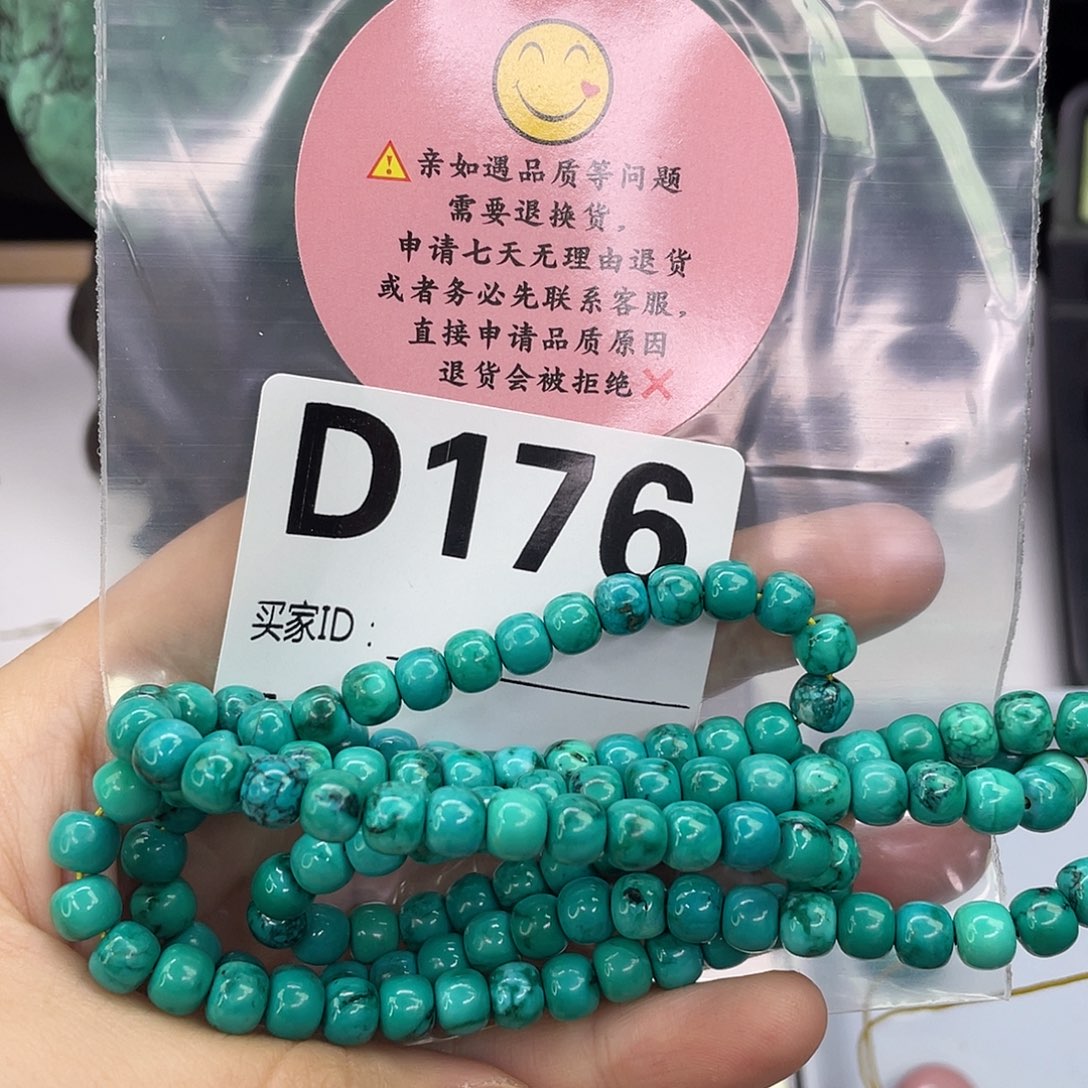 亲如遇品质等问题
需要退换货，
申请七天无理由退货
或者务必先联系客服，
直接申请品质原因
退货会被拒绝
D176
买家ID：